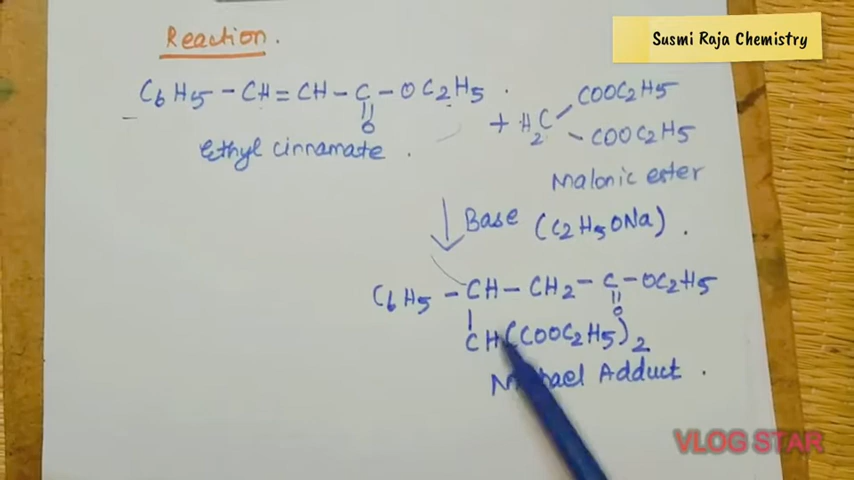 Susmi Raja Chemistry
Reaction.
C6H5-CH=CH-C-OC2H5.
||
O
Ethyl cinnamate.
+ H2C
COOC2H5
COOC2H5
Malonic ester
Base (C2H5ONa).
C6H5-CH-CH2-C-OC2H5
||
O
CH(COOC2H5)2
Adduct.
VLOG STAR